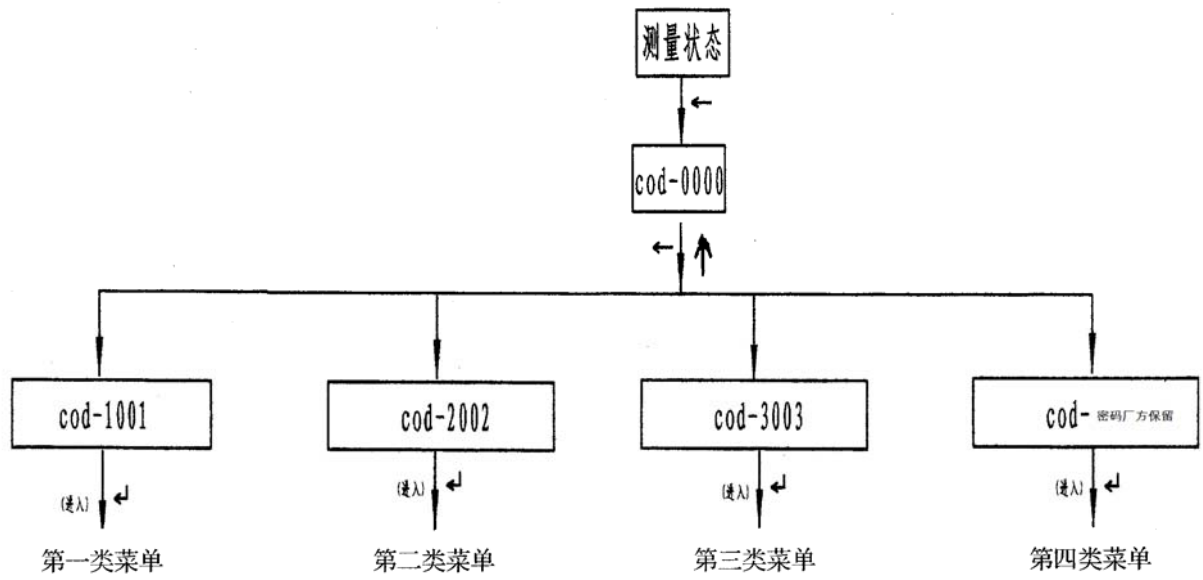 测量状态
←
cod-0000
← ↑
cod-1001
cod-2002
cod-3003
cod- 密码厂方保留
(进入) ↵
(进入) ↵
(进入) ↵
(进入) ↵
第一类菜单
第二类菜单
第三类菜单
第四类菜单